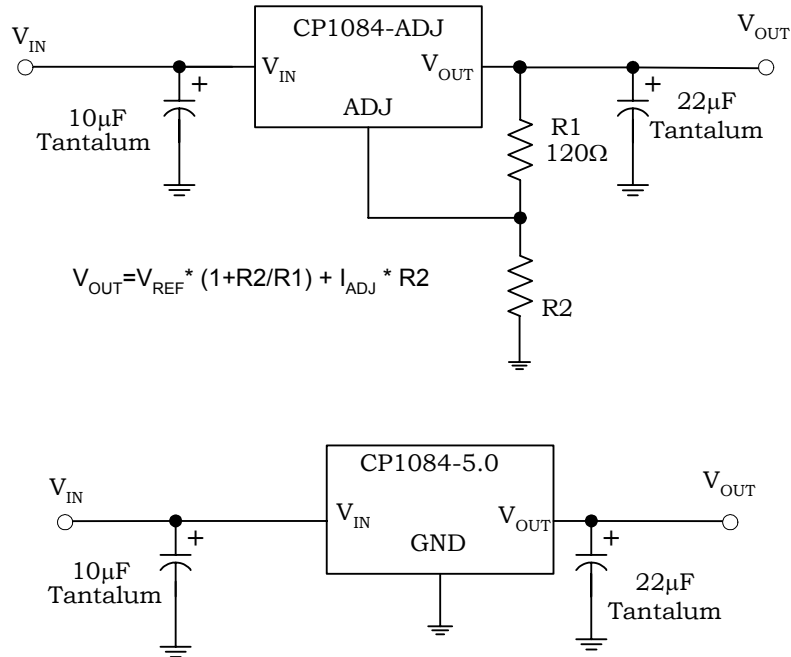 CP1084-ADJ
V_IN
V_OUT
V_IN
V_OUT
ADJ
10µF
Tantalum
R1
120Ω
22µF
Tantalum
V_OUT=V_REF* (1+R2/R1) + I_ADJ * R2
R2
CP1084-5.0
V_IN
V_OUT
V_IN
V_OUT
GND
10µF
Tantalum
22µF
Tantalum